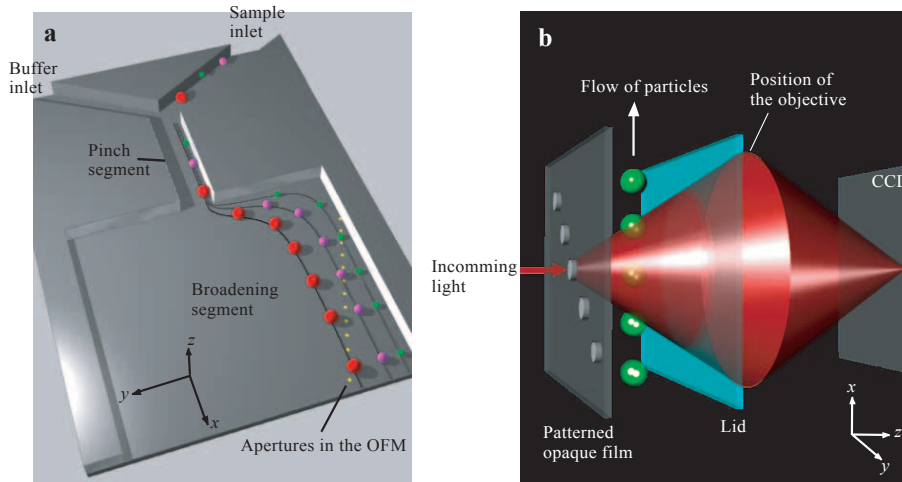 a
Sample
inlet
Buffer
inlet
Pinch
segment
Broadening
segment
z
y
x
Apertures in the OFM
b
Flow of particles
Position of
the objective
CCD
Incomming
light
Patterned
opaque film
Lid
x
z
y